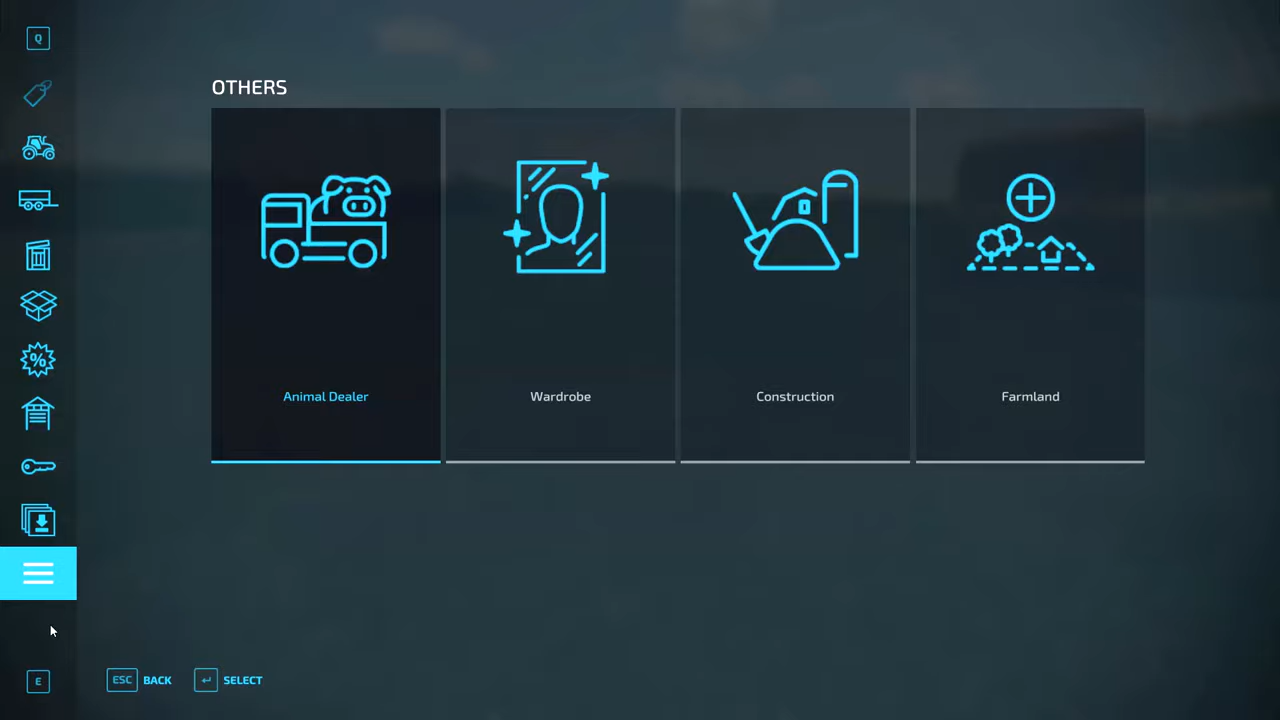 Q
OTHERS
%
Animal Dealer
Wardrobe
Construction
Farmland
E
ESC BACK
SELECT